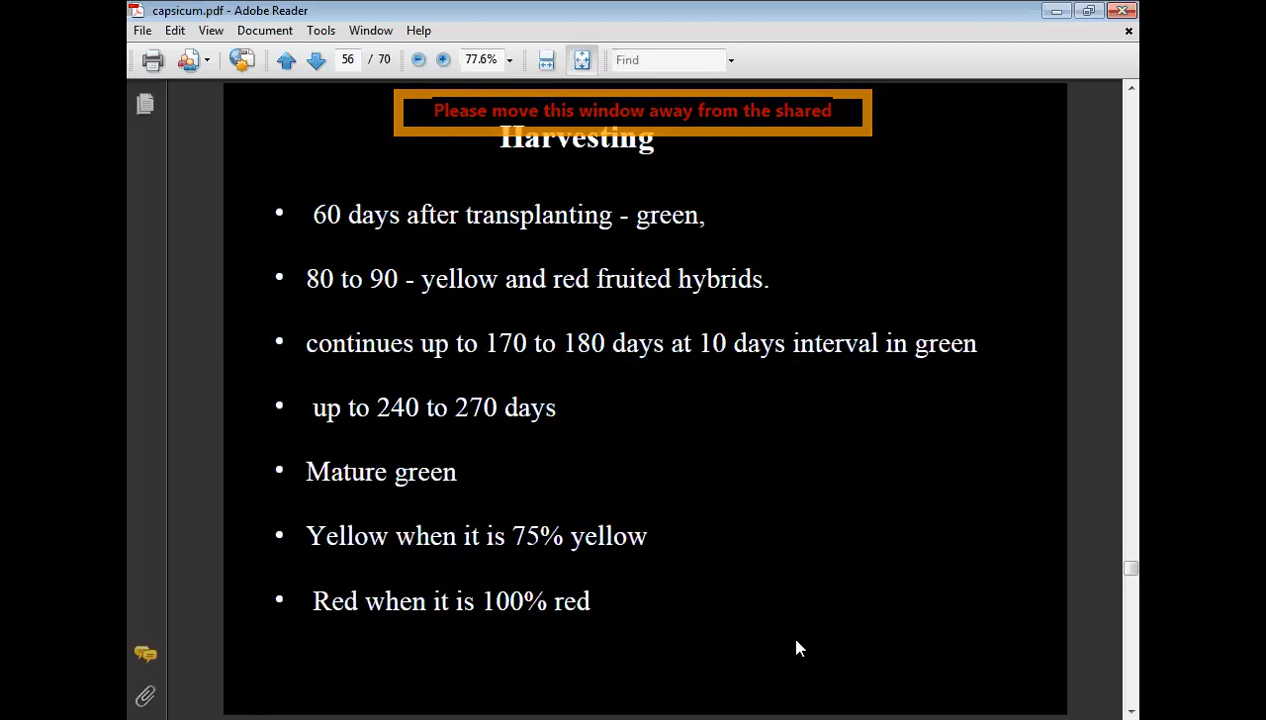 capsicum.pdf - Adobe Reader
File Edit View Document Tools Window Help
56 / 70 77.6% Find
Please move this window away from the shared
Harvesting
• 60 days after transplanting - green,
• 80 to 90 - yellow and red fruited hybrids.
• continues up to 170 to 180 days at 10 days interval in green
• up to 240 to 270 days
• Mature green
• Yellow when it is 75% yellow
• Red when it is 100% red